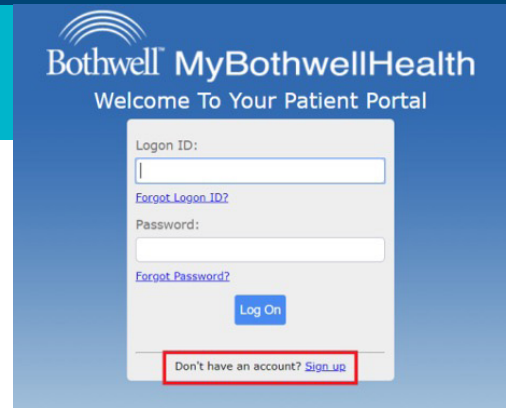 Bothwell MyBothwellHealth
Welcome To Your Patient Portal
Logon ID:
Forgot Logon ID?
Password:
Forgot Password?
Log On
Don't have an account? Sign up